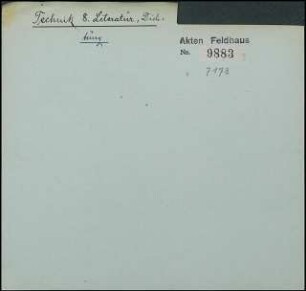 Technik i. Literatur, Dich-
tung
Akten Feldhaus
No. 9883
7178